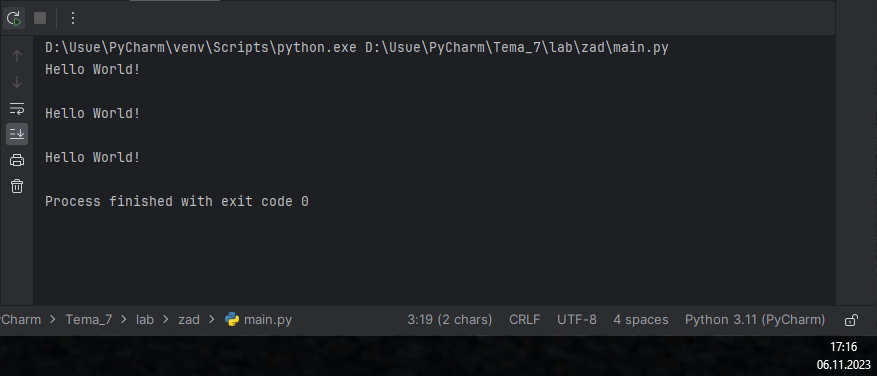 D:\Usue\PyCharm\venv\Scripts\python.exe D:\Usue\PyCharm\Tema_7\lab\zad\main.py
Hello World!
Hello World!
Hello World!
Process finished with exit code 0
Charm > Tema_7 > lab > zad > main.py 3:19 (2 chars) CRLF UTF-8 4 spaces Python 3.11 (PyCharm)
17:16
06.11.2023